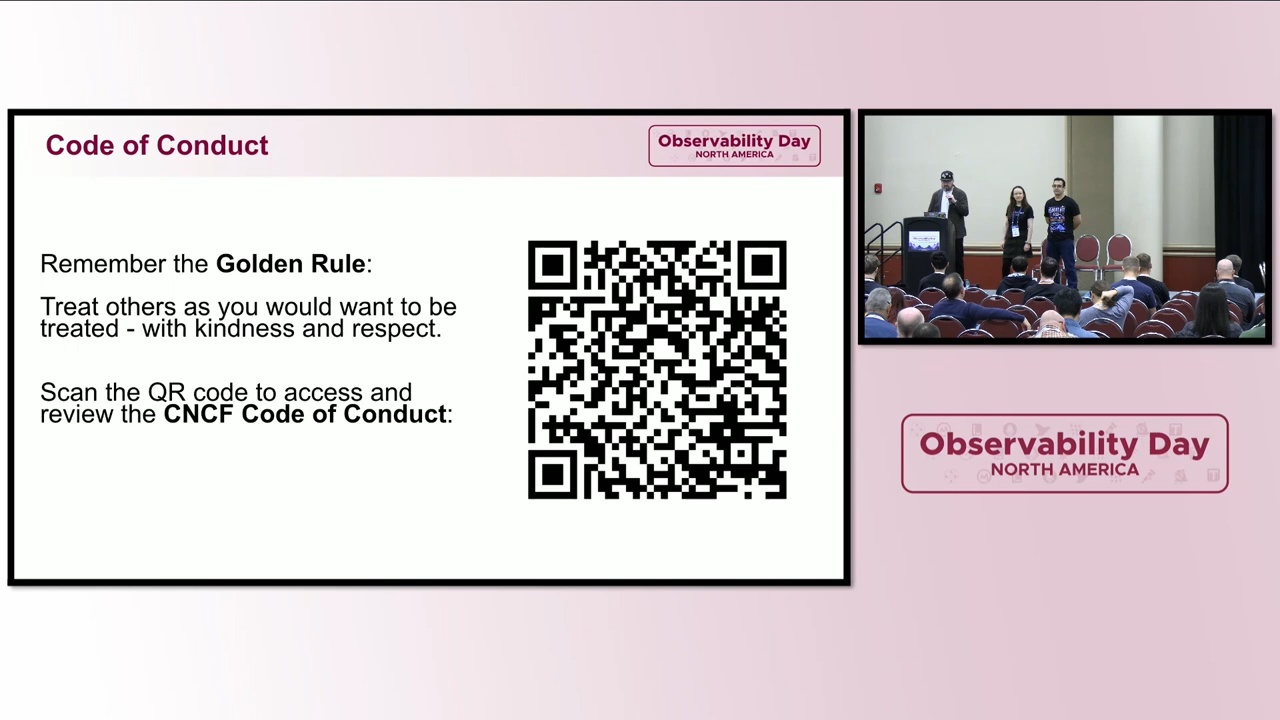 Code of Conduct
Observability Day
NORTH AMERICA
Remember the Golden Rule:
Treat others as you would want to be
treated - with kindness and respect.
Scan the QR code to access and
review the CNCF Code of Conduct:
Observability Day
NORTH AMERICA